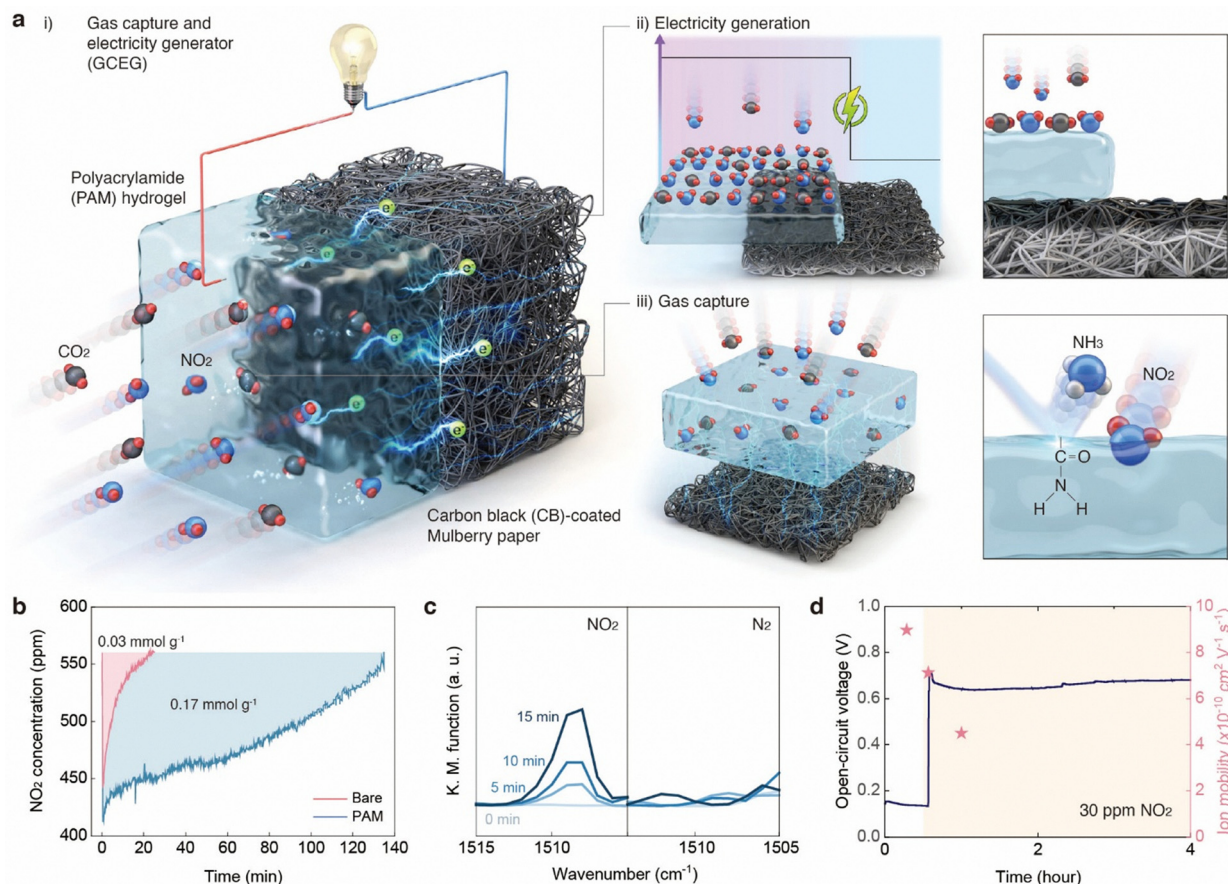 a
i)
Gas capture and
electricity generator
(GCEG)
Polyacrylamide
(PAM) hydrogel
CO₂
NO₂
e⁻
e⁻
e⁻
e⁻
e⁻
e⁻
Carbon black (CB)-coated
Mulberry paper
ii) Electricity generation
iii) Gas capture
NH₃
NO₂
C=O
N
H H
b
NO₂ concentration (ppm)
600
550
500
450
400
0.03 mmol g⁻¹
0.17 mmol g⁻¹
Bare
PAM
0 20 40 60 80 100 120 140
Time (min)
c
K. M. function (a. u.)
NO₂
N₂
15 min
10 min
5 min
0 min
1515 1510 1510 1505
Wavenumber (cm⁻¹)
d
Open-circuit voltage (V)
1.0
0.8
0.6
0.4
0.2
0.0
30 ppm NO₂
0 2 4
Time (hour)
10
8
6
4
2
0
Ion mobility (x10⁻¹⁰ cm² V⁻¹ s⁻¹)